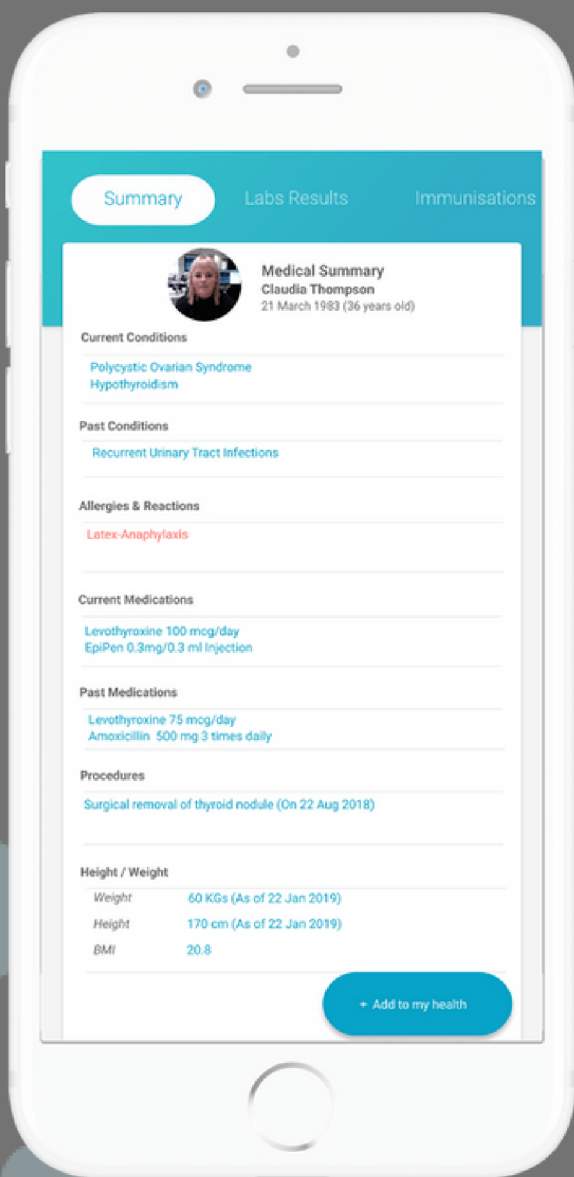 Summary Labs Results Immunisations
Medical Summary
Claudia Thompson
21 March 1983 (36 years old)
Current Conditions
Polycystic Ovarian Syndrome
Hypothyroidism
Past Conditions
Recurrent Urinary Tract Infections
Allergies & Reactions
Latex-Anaphylaxis
Current Medications
Levothyroxine 100 mcg/day
EpiPen 0.3mg/0.3 ml Injection
Past Medications
Levothyroxine 75 mcg/day
Amoxicillin 500 mg 3 times daily
Procedures
Surgical removal of thyroid nodule (On 22 Aug 2018)
Height / Weight
Weight 60 KGs (As of 22 Jan 2019)
Height 170 cm (As of 22 Jan 2019)
BMI 20.8
+ Add to my health